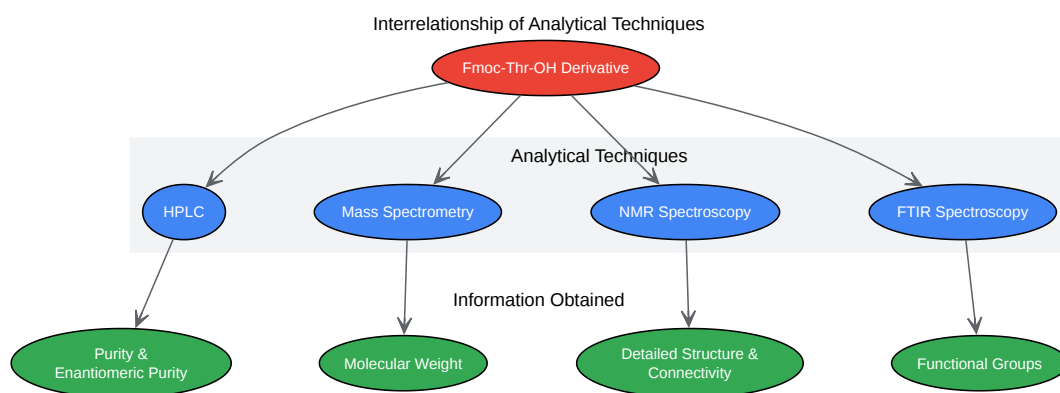 Interrelationship of Analytical Techniques
Fmoc-Thr-OH Derivative
Analytical Techniques
HPLC
Mass Spectrometry
NMR Spectroscopy
FTIR Spectroscopy
Information Obtained
Purity &
Enantiomeric Purity
Molecular Weight
Detailed Structure &
Connectivity
Functional Groups